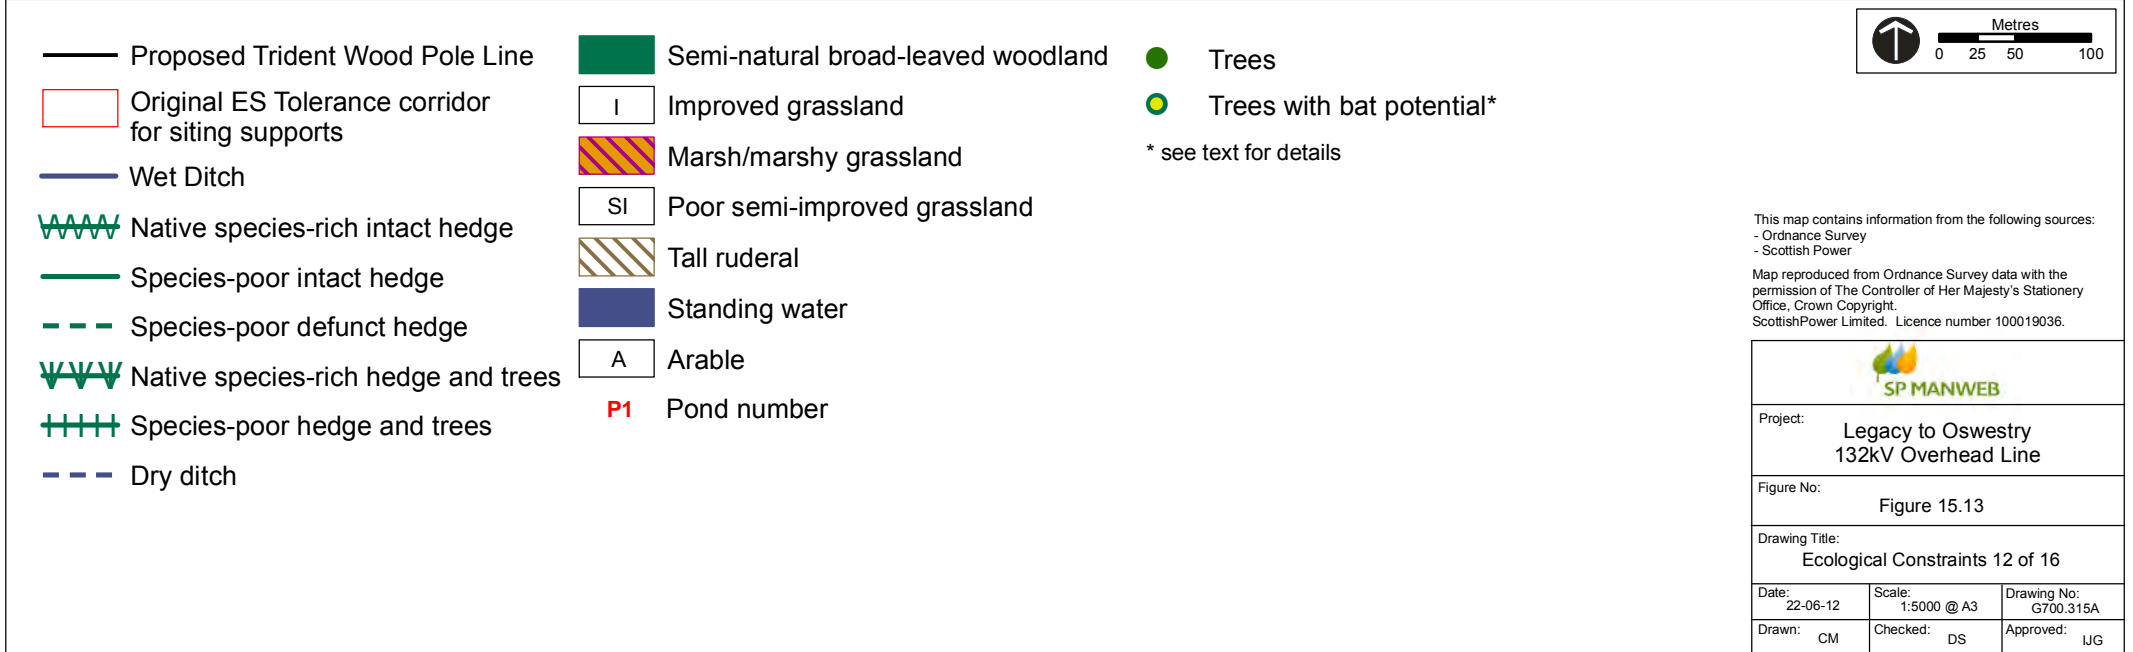 Proposed Trident Wood Pole Line
Original ES Tolerance corridor
for siting supports
Wet Ditch
Native species-rich intact hedge
Species-poor intact hedge
Species-poor defunct hedge
Native species-rich hedge and trees
Species-poor hedge and trees
Dry ditch
Semi-natural broad-leaved woodland
I Improved grassland
Marsh/marshy grassland
SI Poor semi-improved grassland
Tall ruderal
Standing water
A Arable
P1 Pond number
Trees
Trees with bat potential*
* see text for details
Metres
0 25 50 100
This map contains information from the following sources:
- Ordnance Survey
- Scottish Power
Map reproduced from Ordnance Survey data with the
permission of The Controller of Her Majesty's Stationery
Office, Crown Copyright.
ScottishPower Limited. Licence number 100019036.
SP MANWEB
Project:
Legacy to Oswestry
132kV Overhead Line
Figure No:
Figure 15.13
Drawing Title:
Ecological Constraints 12 of 16
Date: 22-06-12
Scale: 1:5000 @ A3
Drawing No: G700.315A
Drawn: CM
Checked: DS
Approved: IJG